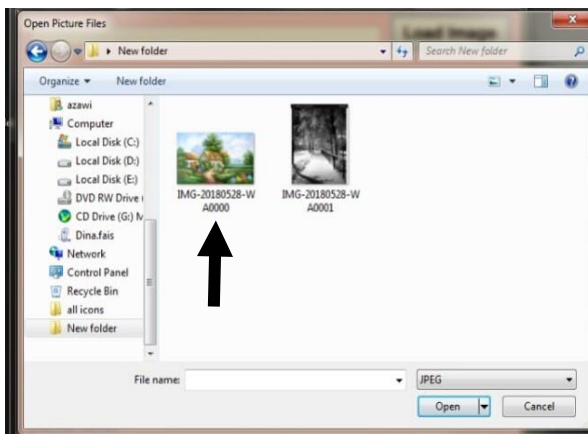 Open Picture Files
Load Image
New folder
Search New folder
Organize
New folder
azawi
Computer
Local Disk (C:)
Local Disk (D:)
Local Disk (E:)
DVD RW Drive
CD Drive (G:)
Dina.fais
Network
Control Panel
Recycle Bin
all icons
New folder
IMG-20180528-W
A0000
IMG-20180528-W
A0001
File name:
JPEG
Open
Cancel